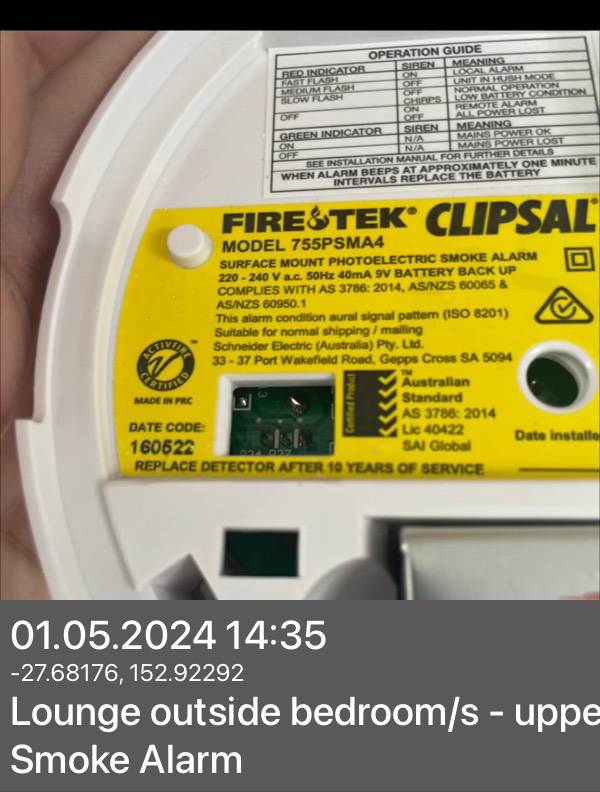 OPERATION GUIDE
RED INDICATOR SIREN MEANING
FAST FLASH ON LOCAL ALARM
MEDIUM FLASH OFF UNIT IN HUSH MODE
SLOW FLASH OFF NORMAL OPERATION
CHIRPS LOW BATTERY CONDITION
OFF ON REMOTE ALARM
OFF ALL POWER LOST
GREEN INDICATOR SIREN MEANING
ON N/A MAINS POWER OK
OFF N/A MAINS POWER LOST
SEE INSTALLATION MANUAL FOR FURTHER DETAILS
WHEN ALARM BEEPS AT APPROXIMATELY ONE MINUTE
INTERVALS REPLACE THE BATTERY
FIRETEK® CLIPSAL
MODEL 755PSMA4
SURFACE MOUNT PHOTOELECTRIC SMOKE ALARM
220 - 240 V a.c. 50Hz 40mA 9V BATTERY BACK UP
COMPLIES WITH AS 3786: 2014, AS/NZS 60065 &
AS/NZS 60950.1
This alarm condition aural signal pattern (ISO 8201)
Suitable for normal shipping / mailing
Schneider Electric (Australia) Pty. Ltd.
33 - 37 Port Wakefield Road, Gepps Cross SA 5094
ACTIVFIRE
CERTIFIED
™
MADE IN PRC
DATE CODE:
160522
Certified Product
™
Australian
Standard
AS 3786: 2014
Lic 40422
SAI Global
Date Installe
REPLACE DETECTOR AFTER 10 YEARS OF SERVICE
01.05.2024 14:35
-27.68176, 152.92292
Lounge outside bedroom/s - uppe
Smoke Alarm